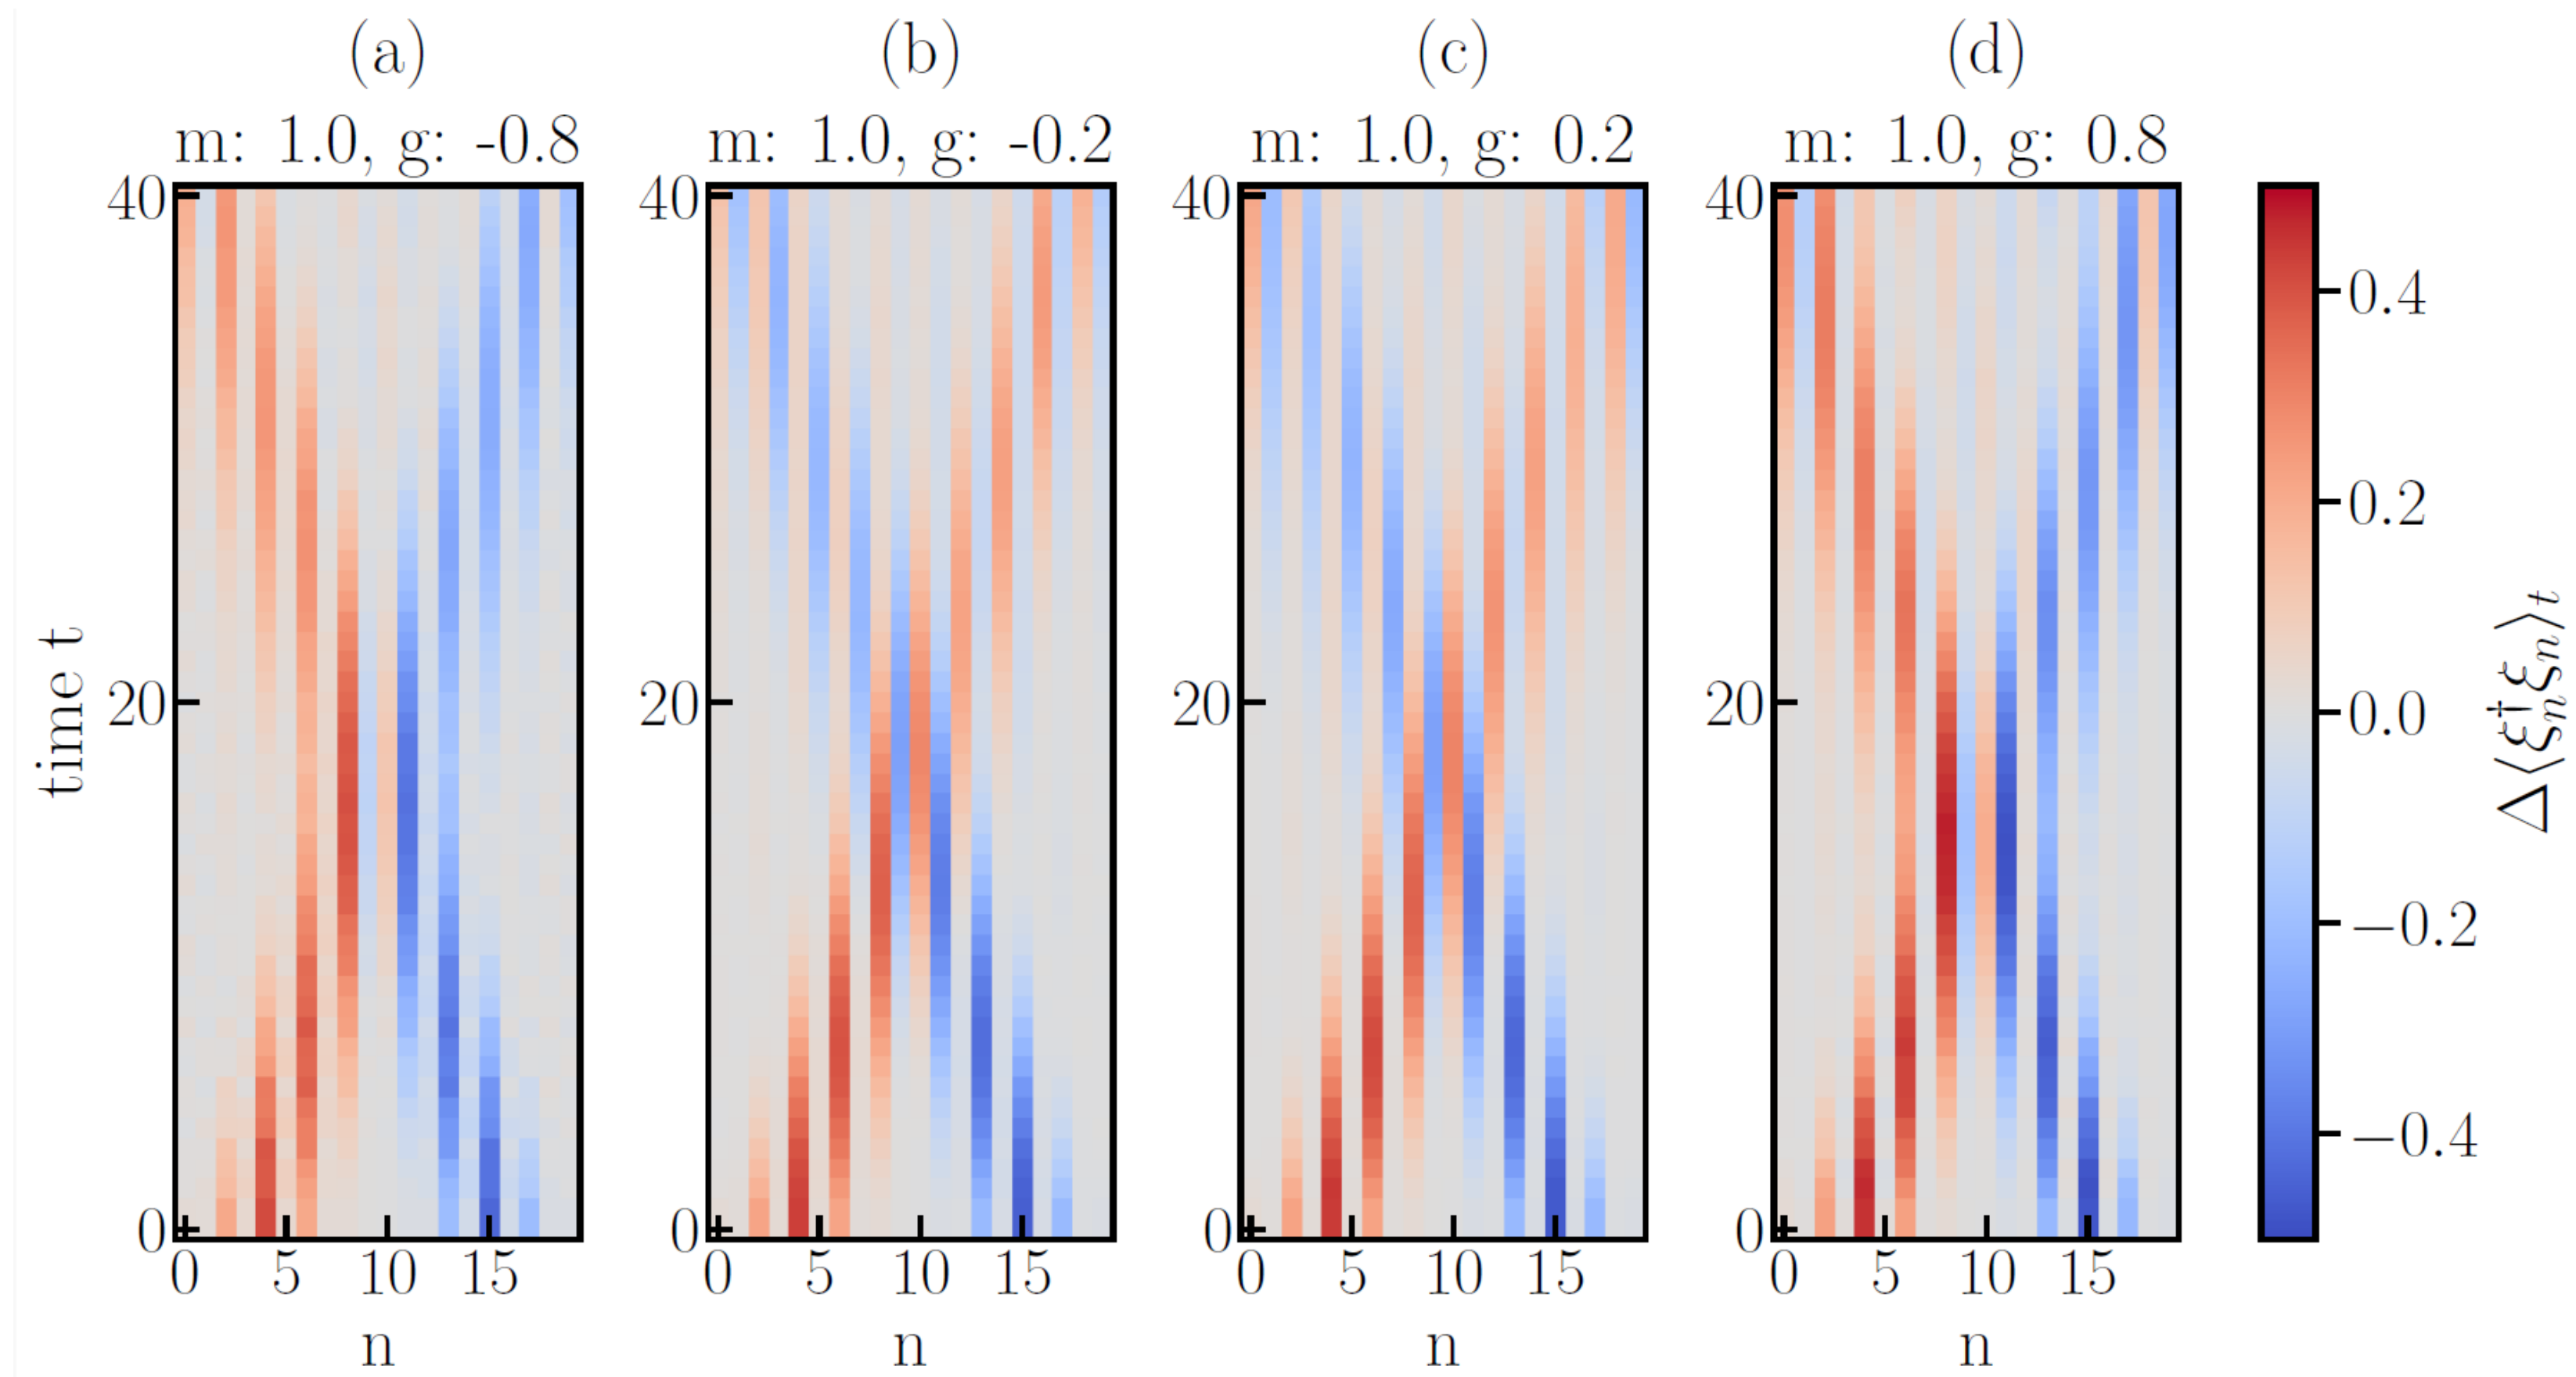 (a) (b) (c) (d)
m: 1.0, g: -0.8 m: 1.0, g: -0.2 m: 1.0, g: 0.2 m: 1.0, g: 0.8
40 40 40 40
0.4
0.2
20 20 20 20
0.0
−0.2
−0.4
0 0 0 0
0 5 10 15 0 5 10 15 0 5 10 15 0 5 10 15
n n n n
time t
Δ⟨ξ†nξn⟩t